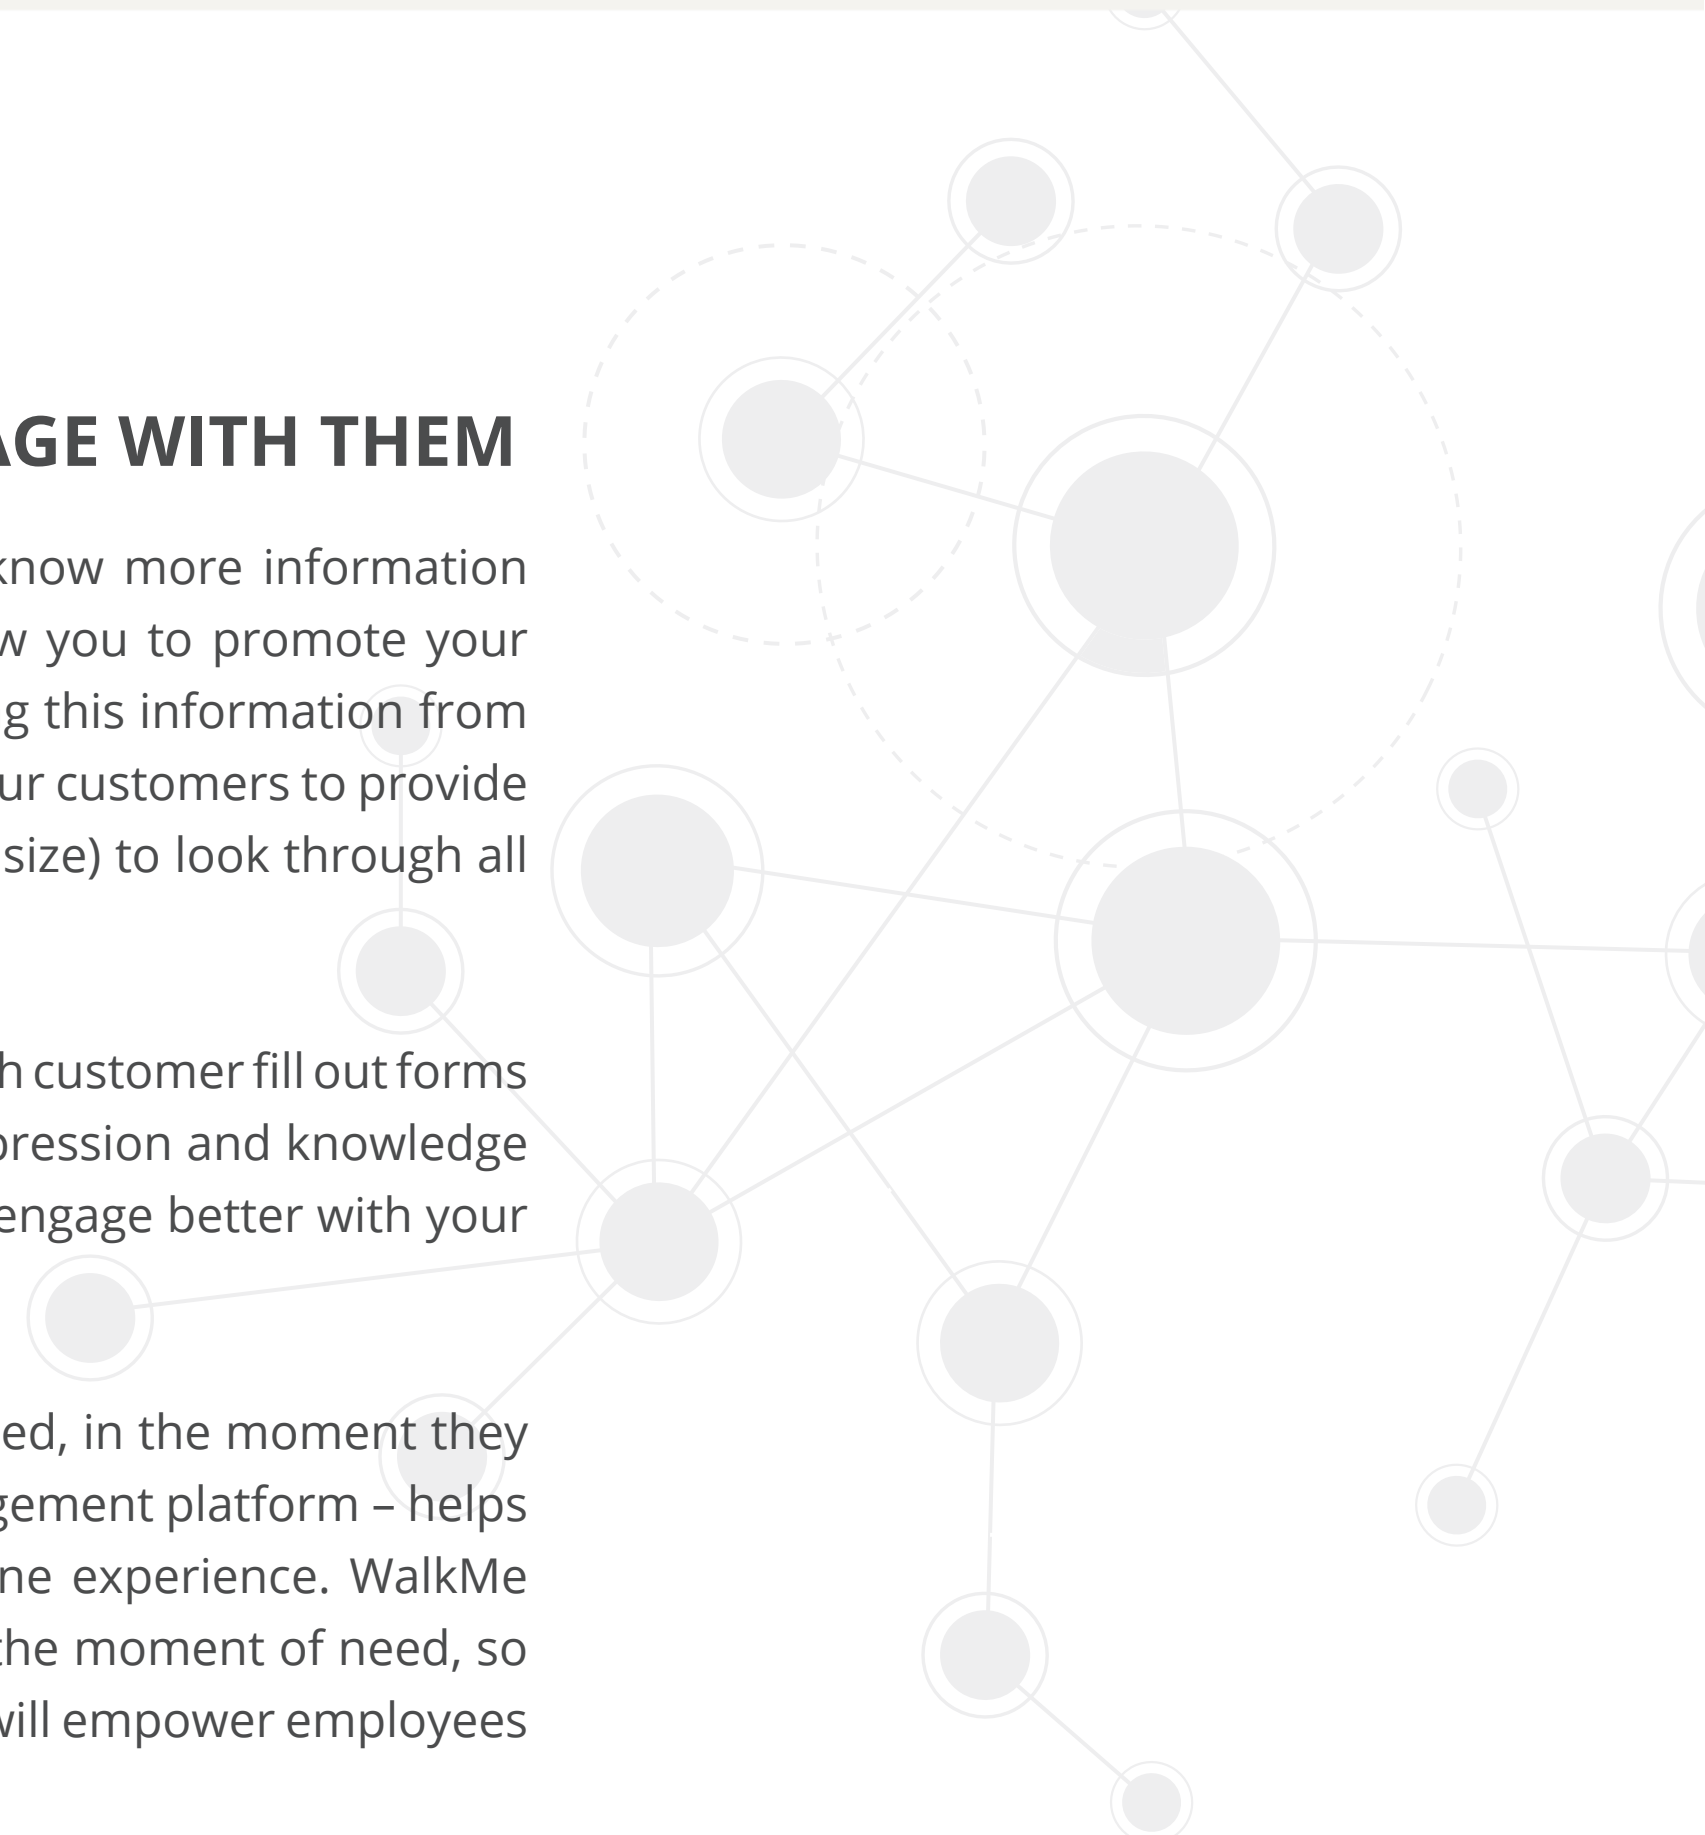 AGE WITH THEM
know more information
w you to promote your
g this information from
ur customers to provide
size) to look through all
h customer fill out forms
pression and knowledge
engage better with your
ed, in the moment they
gement platform – helps
ne experience. WalkMe
the moment of need, so
will empower employees